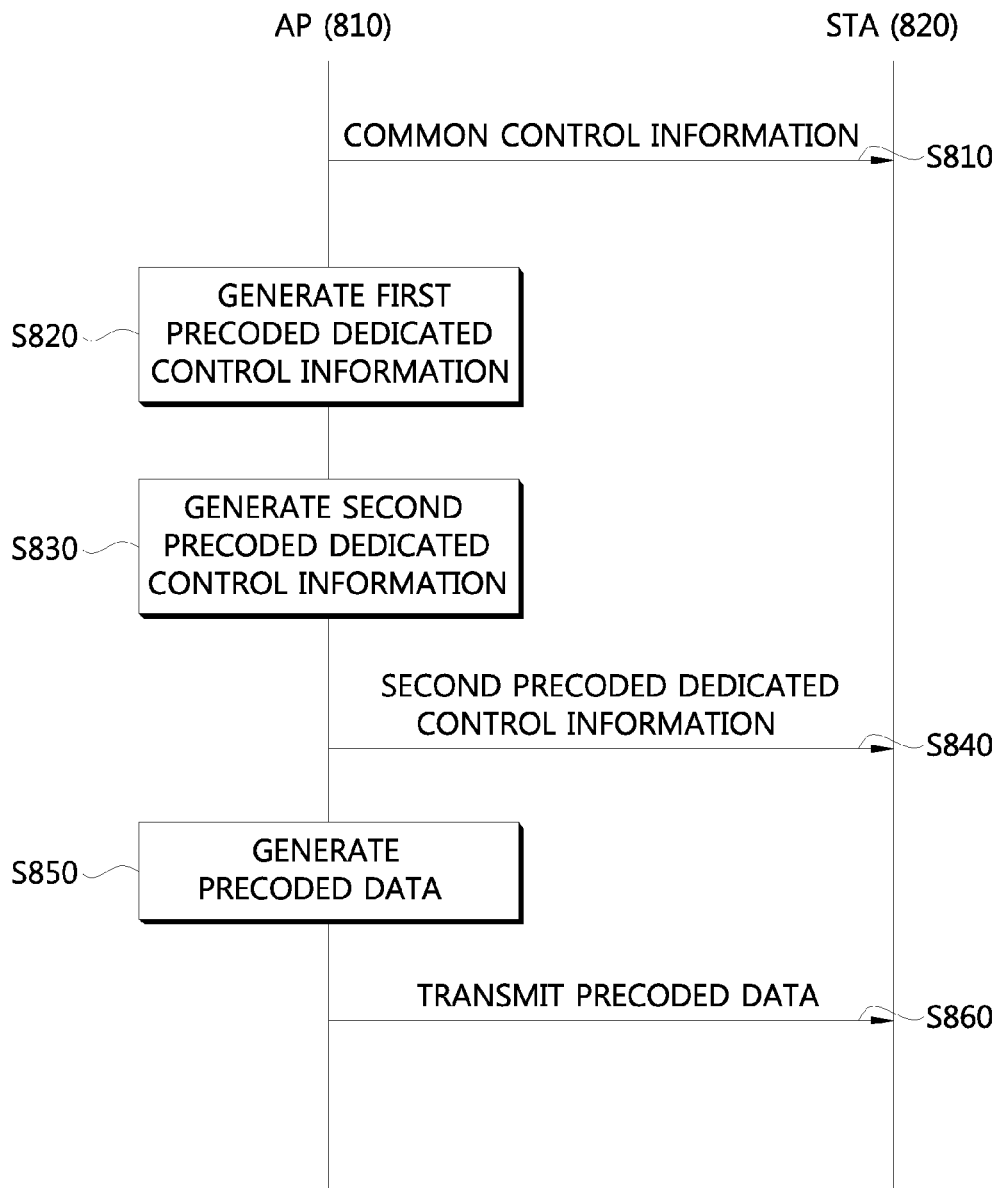 AP (810)
STA (820)
COMMON CONTROL INFORMATION
S810
GENERATE FIRST
PRECODED DEDICATED
CONTROL INFORMATION
S820
GENERATE SECOND
PRECODED DEDICATED
CONTROL INFORMATION
S830
SECOND PRECODED DEDICATED
CONTROL INFORMATION
S840
GENERATE
PRECODED DATA
S850
TRANSMIT PRECODED DATA
S860